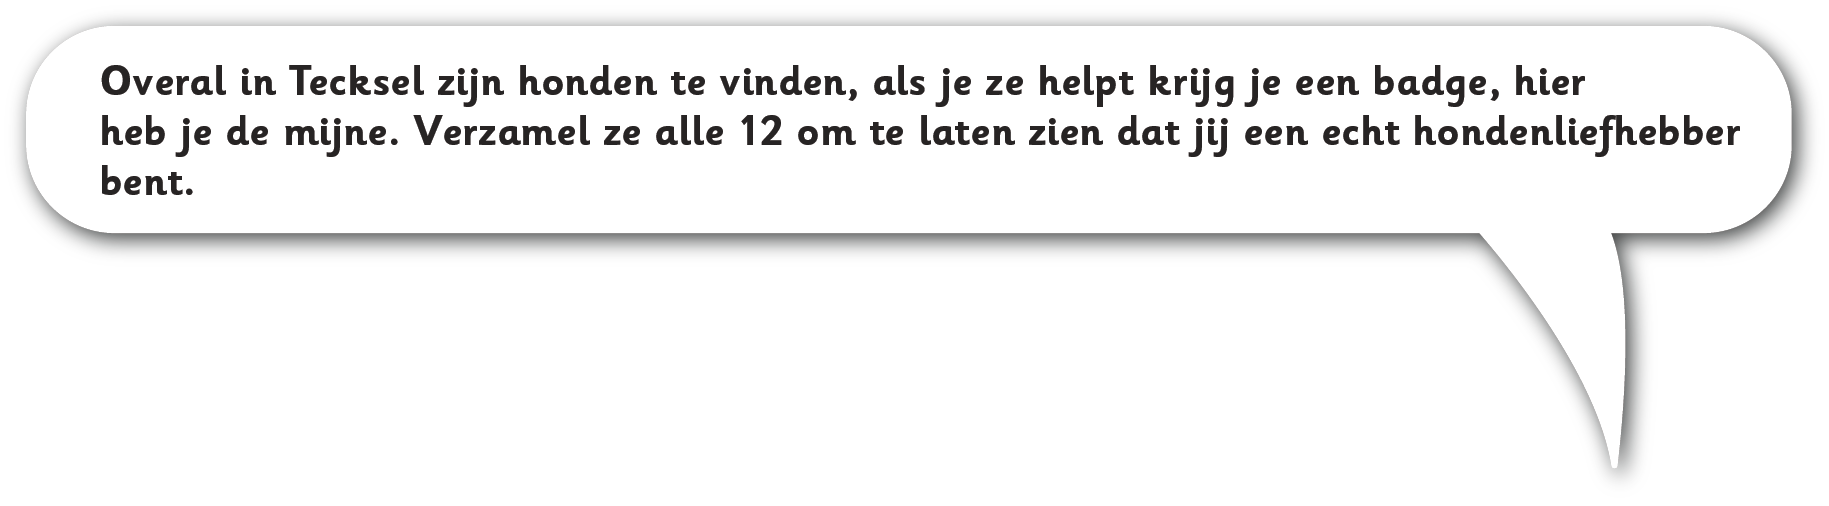 Overal in Tecksel zijn honden te vinden, als je ze helpt krijg je een badge, hier
heb je de mijne. Verzamel ze alle 12 om te laten zien dat jij een echt hondenliefhebber
bent.